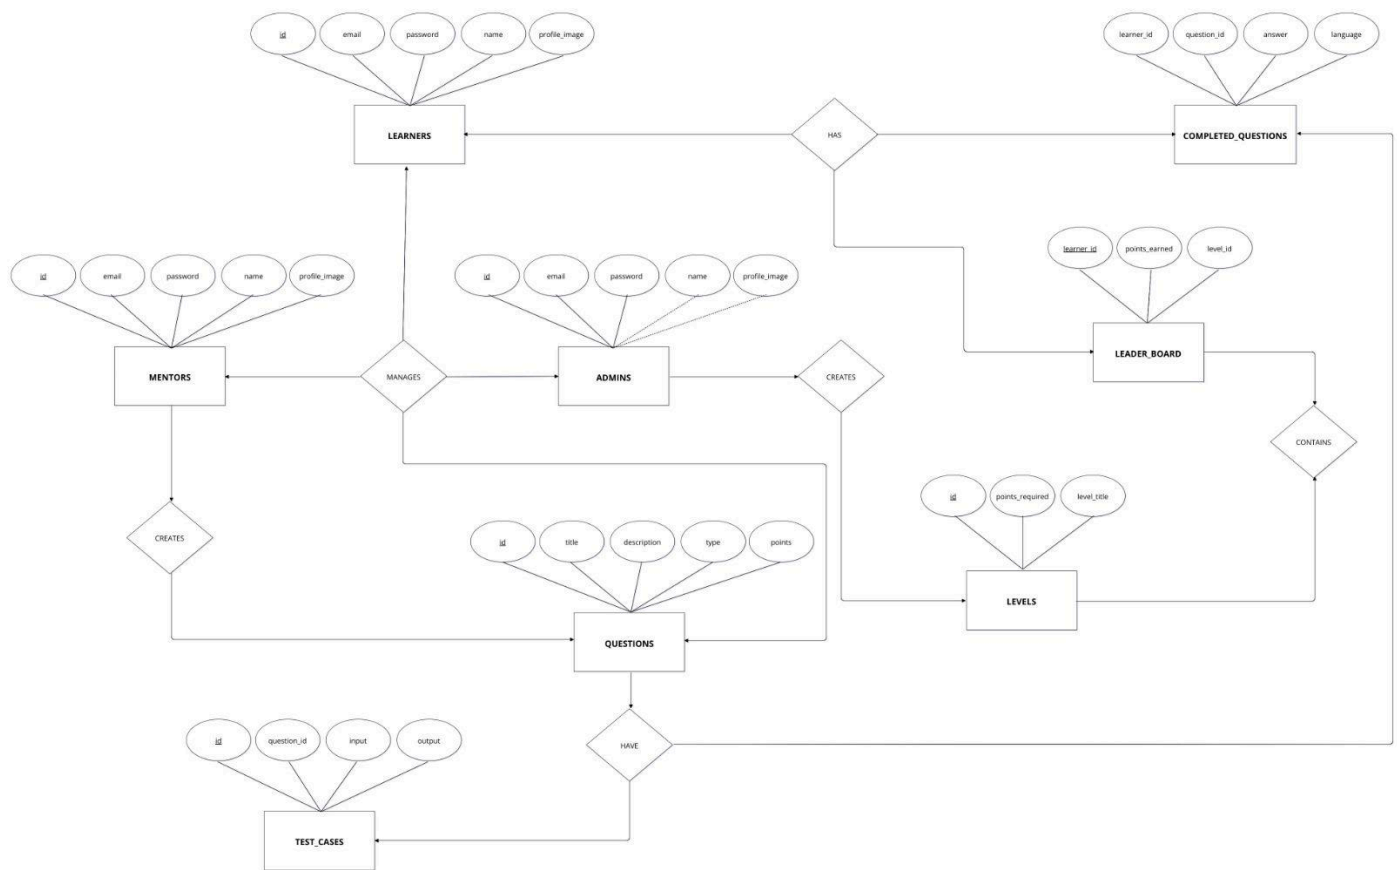 id
email
password
name
profile_image
learner_id
question_id
answer
language
LEARNERS
HAS
COMPLETED_QUESTIONS
learner_id
points_earned
level_id
id
email
password
name
profile_image
id
email
password
name
profile_image
LEADER_BOARD
MENTORS
MANAGES
ADMINS
CREATES
CONTAINS
id
points_required
level_title
CREATES
id
title
description
type
points
LEVELS
QUESTIONS
id
question_id
input
output
HAVE
TEST_CASES